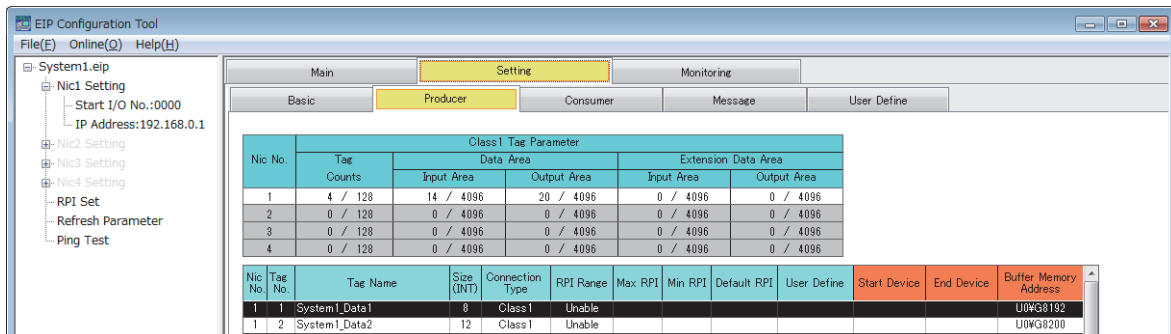 EIP Configuration Tool
File(F) Online(O) Help(H)
System1.eip
Nic1 Setting
Start I/O No.:0000
IP Address:192.168.0.1
Nic2 Setting
Nic3 Setting
Nic4 Setting
RPI Set
Refresh Parameter
Ping Test
Main Setting Monitoring
Basic Producer Consumer Message User Define
Nic No. Class1 Tag Parameter
Tag Counts Data Area Extension Data Area
Input Area Output Area Input Area Output Area
1 4 / 128 14 / 4096 20 / 4096 0 / 4096 0 / 4096
2 0 / 128 0 / 4096 0 / 4096 0 / 4096 0 / 4096
3 0 / 128 0 / 4096 0 / 4096 0 / 4096 0 / 4096
4 0 / 128 0 / 4096 0 / 4096 0 / 4096 0 / 4096
Nic No. Tag No. Tag Name Size (INT) Connection Type RPI Range Max RPI Min RPI Default RPI User Define Start Device End Device Buffer Memory Address
1 1 System1_Data1 8 Class1 Unable U0¥G8192
1 2 System1_Data2 12 Class1 Unable U0¥G8200